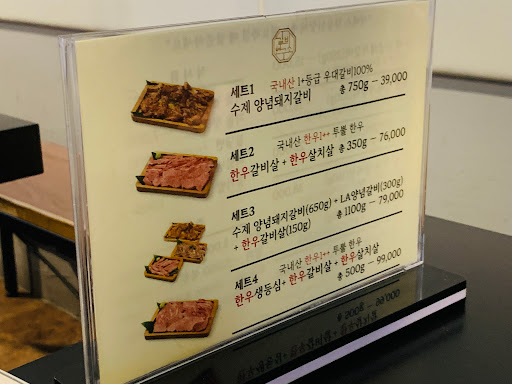 세트1 국내산 1+등급 우대갈비100%
수제 양념돼지갈비 총 750g — 39,000
세트2 국내산 한우1++ 투뿔 한우
한우갈비살 + 한우살치살 총 350g — 76,000
세트3
수제 양념돼지갈비(650g) + LA양념갈비(300g)
+ 한우갈비살(150g) 총 1100g — 79,000
세트4 국내산 한우1++ 투뿔 한우
한우생등심 + 한우갈비살 + 한우살치살
총 500g — 99,000